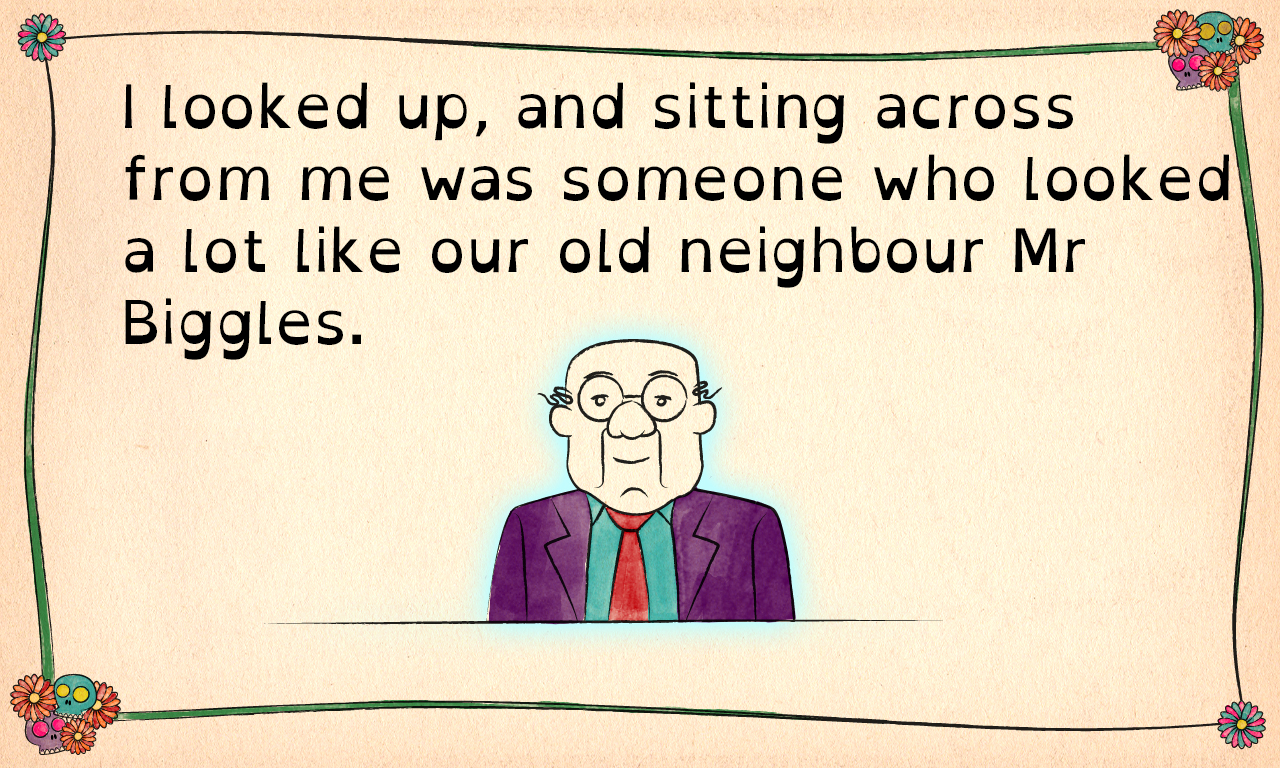 I looked up, and sitting across
from me was someone who looked
a lot like our old neighbour Mr
Biggles.